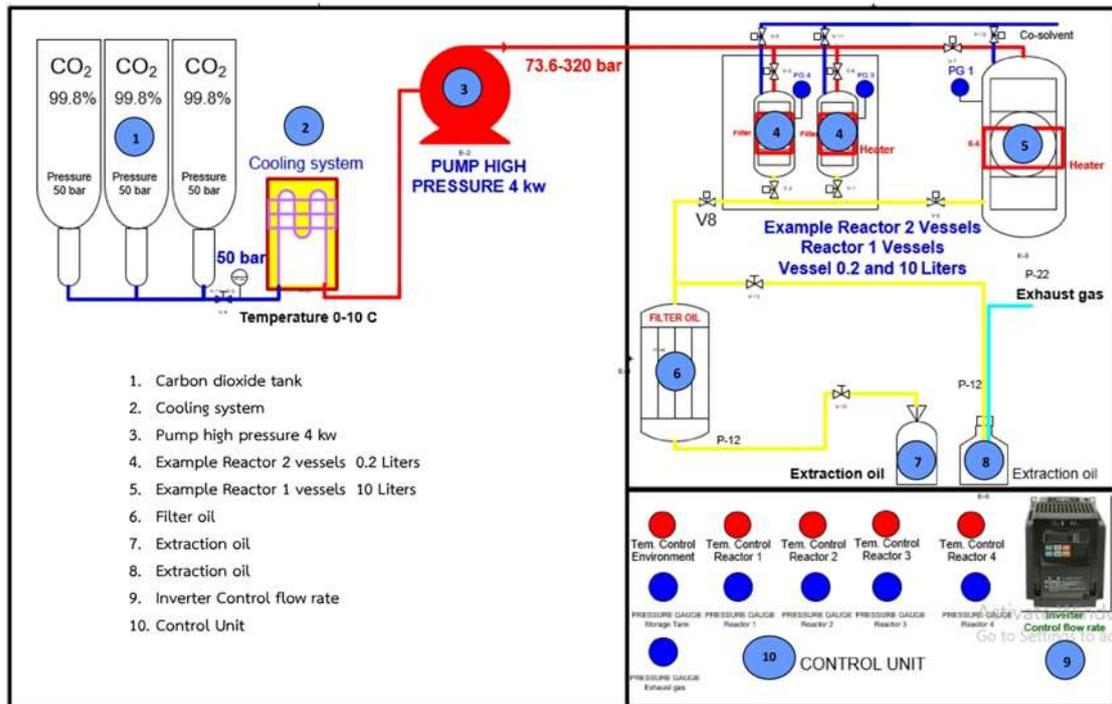 CO2
CO2
CO2
99.8%
99.8%
99.8%
1
Pressure
50 bar
Pressure
50 bar
Pressure
50 bar
2
Cooling system
50 bar
Temperature 0-10 C
3
E-2
PUMP HIGH
PRESSURE 4 kw
73.6-320 bar
Co-solvent
V-7
PG 4
PG 3
PG 1
Filter
4
Filter
4
Heater
5
Heater
V8
Example Reactor 2 Vessels
Reactor 1 Vessels
Vessel 0.2 and 10 Liters
P-22
Exhaust gas
FILTER OIL
6
P-12
P-12
7
8
Extraction oil
Extraction oil
1. Carbon dioxide tank
2. Cooling system
3. Pump high pressure 4 kw
4. Example Reactor 2 vessels 0.2 Liters
5. Example Reactor 1 vessels 10 Liters
6. Filter oil
7. Extraction oil
8. Extraction oil
9. Inverter Control flow rate
10. Control Unit
Tem. Control
Environment
Tem. Control
Reactor 1
Tem. Control
Reactor 2
Tem. Control
Reactor 3
Tem. Control
Reactor 4
PRESSURE GAUGE
Storage Tank
PRESSURE GAUGE
Reactor 1
PRESSURE GAUGE
Reactor 2
PRESSURE GAUGE
Reactor 3
PRESSURE GAUGE
Reactor 4
Inverter
Control flow rate
PRESSURE GAUGE
Exhaust gas
10
CONTROL UNIT
9
Go to Settings to ac